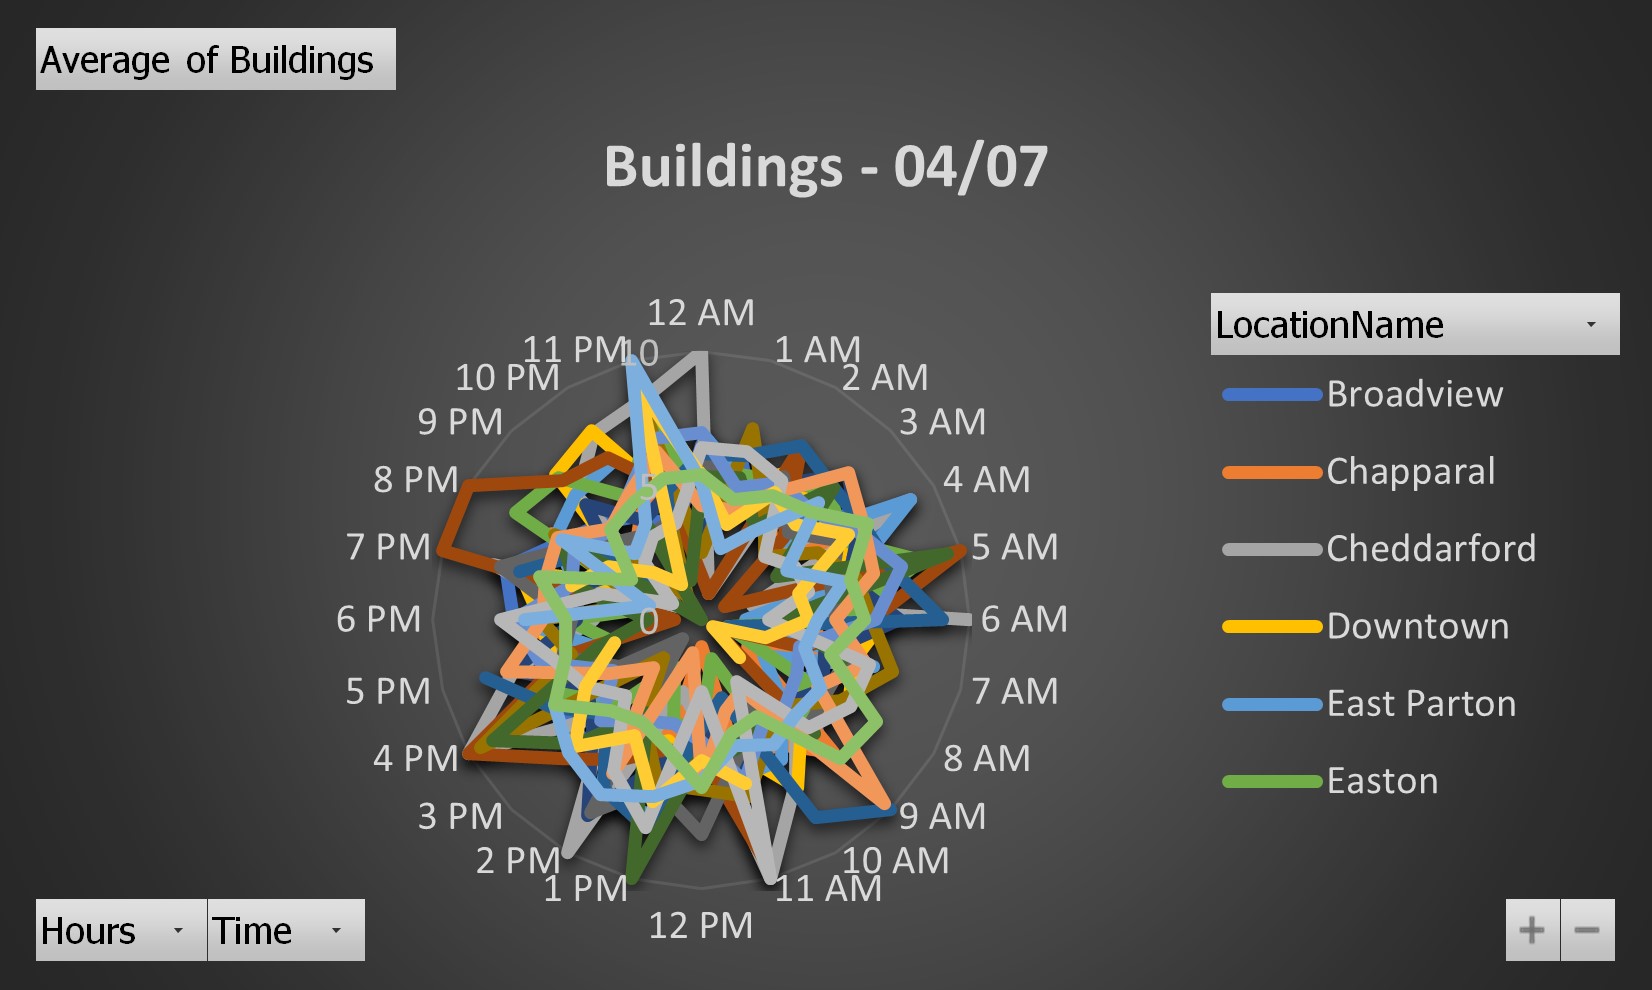 Average of Buildings
Buildings - 04/07
12 AM
1 AM
2 AM
3 AM
4 AM
5 AM
6 AM
7 AM
8 AM
9 AM
10 AM
11 AM
12 PM
1 PM
2 PM
3 PM
4 PM
5 PM
6 PM
7 PM
8 PM
9 PM
10 PM
11 PM
10
5
0
LocationName
Broadview
Chapparal
Cheddarford
Downtown
East Parton
Easton
Hours
Time
+
−